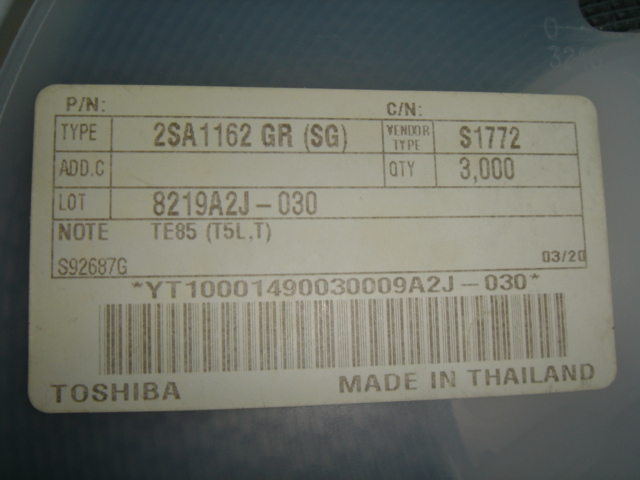 P/N: C/N:
TYPE 2SA1162 GR (SG) VENDOR TYPE S1772
ADD.C QTY 3,000
LOT 8219A2J-030
NOTE TE85 (T5L,T)
S92687G 03/20
*YT10001490030009A2J-030*
TOSHIBA MADE IN THAILAND